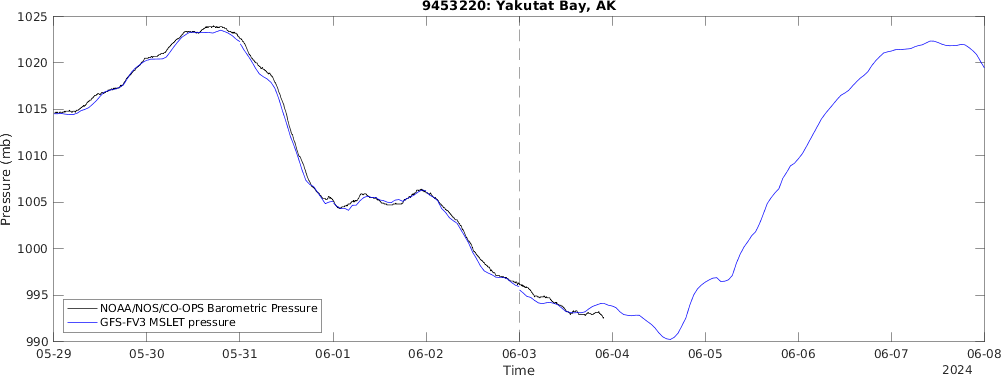 9453220: Yakutat Bay, AK
1025
1020
1015
1010
1005
1000
995
990
Pressure (mb)
NOAA/NOS/CO-OPS Barometric Pressure
GFS-FV3 MSLET pressure
05-29 05-30 05-31 06-01 06-02 06-03 06-04 06-05 06-06 06-07 06-08
Time
2024